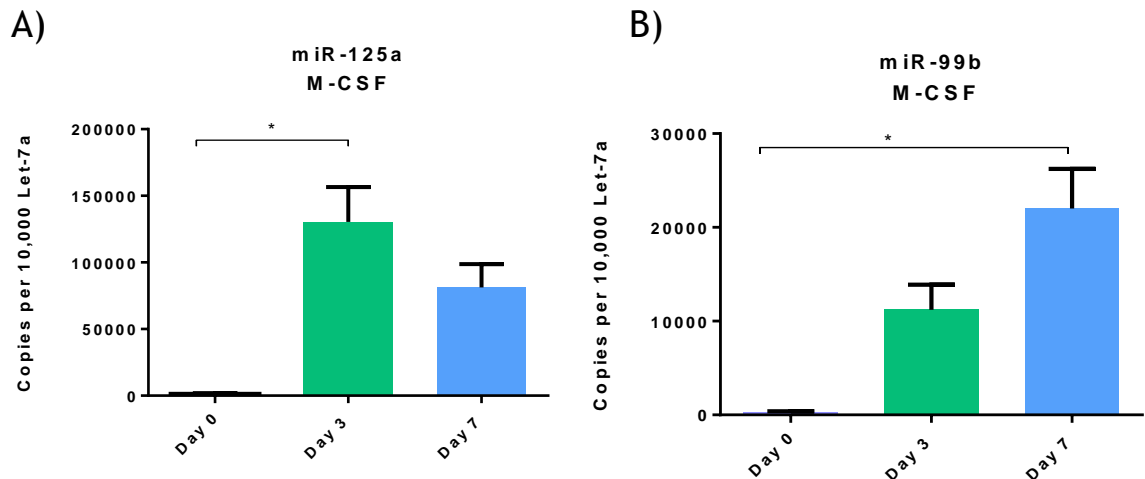 A)
miR-125a
M-CSF
Copies per 10,000 Let-7a
200000
150000
100000
50000
0
*
Day 0
Day 3
Day 7
B)
miR-99b
M-CSF
Copies per 10,000 Let-7a
30000
20000
10000
0
*
Day 0
Day 3
Day 7